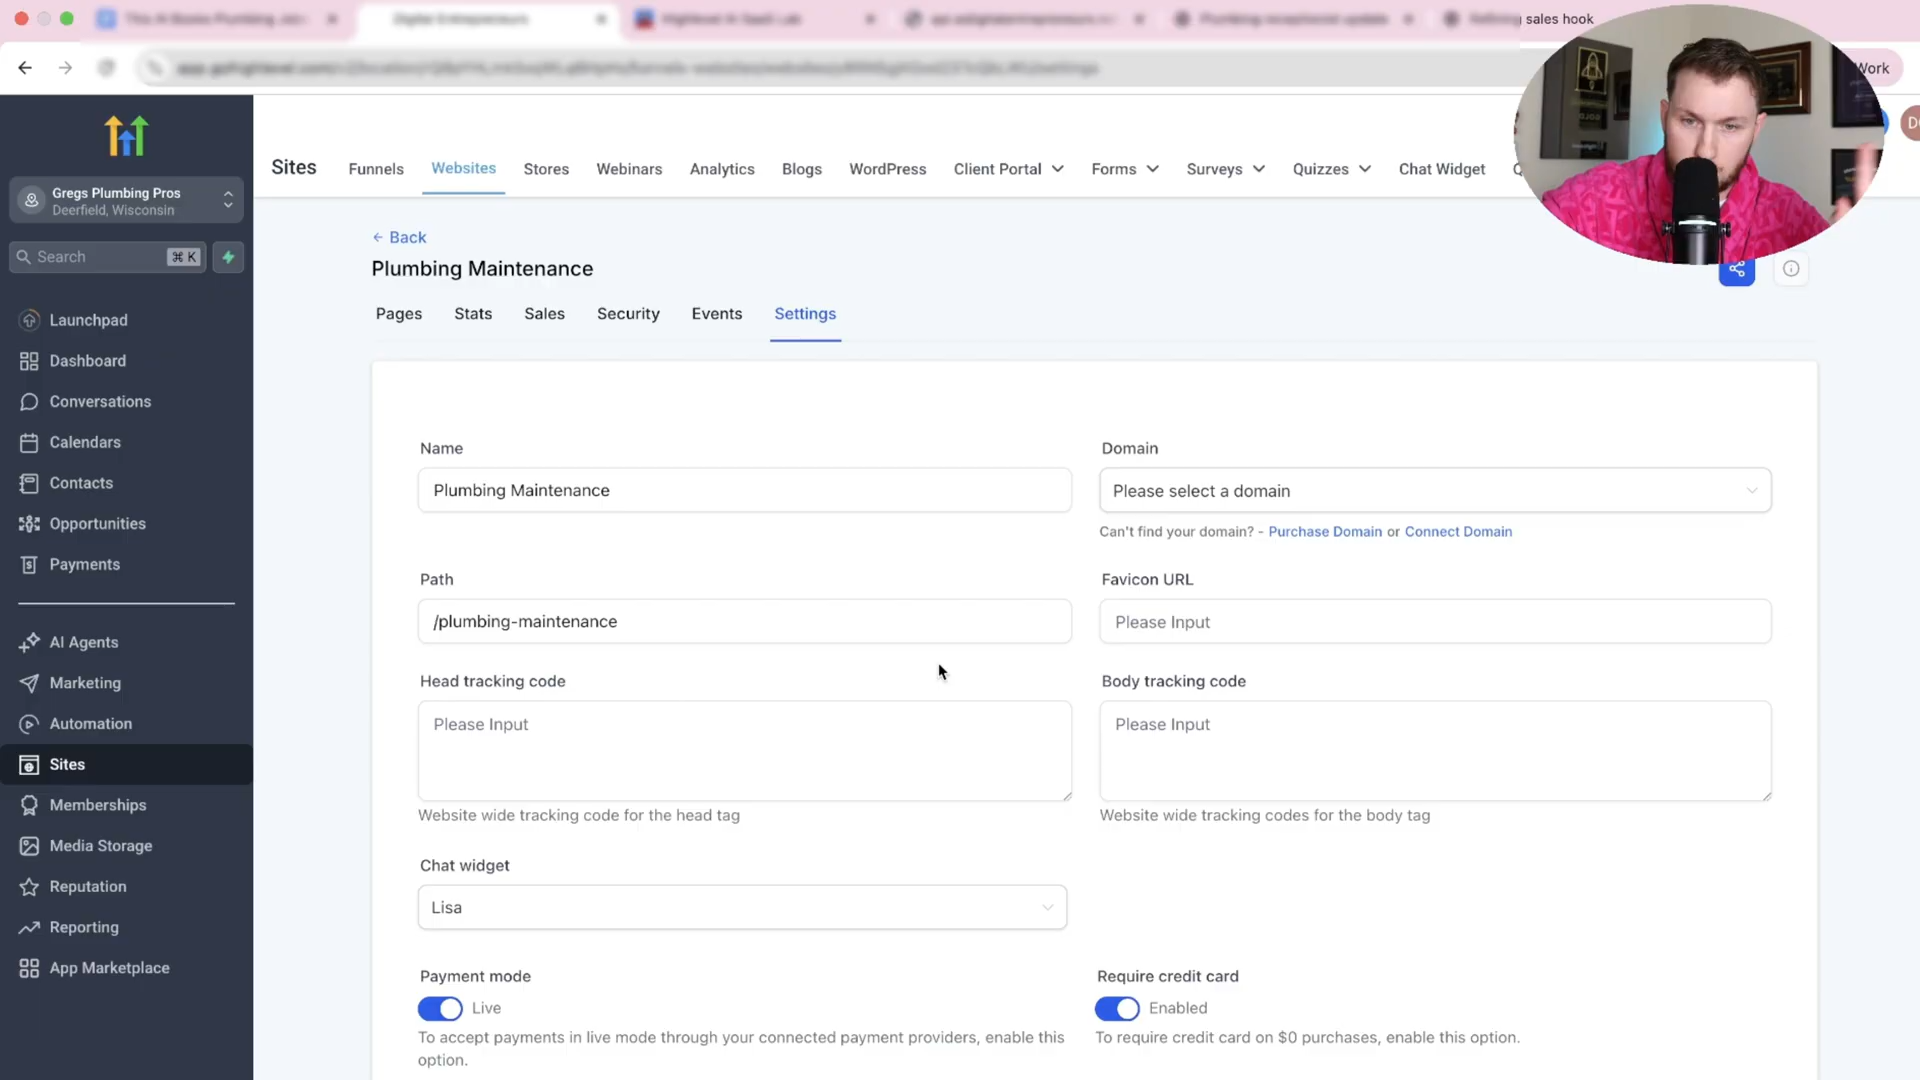 Highlevel AI SaaS Lab
sales hook
Work
Gregs Plumbing Pros
Deerfield, Wisconsin
Search
⌘ K
Launchpad
Dashboard
Conversations
Calendars
Contacts
Opportunities
Payments
AI Agents
Marketing
Automation
Sites
Memberships
Media Storage
Reputation
Reporting
App Marketplace
Sites
Funnels
Websites
Stores
Webinars
Analytics
Blogs
WordPress
Client Portal
Forms
Surveys
Quizzes
Chat Widget
← Back
Plumbing Maintenance
Pages
Stats
Sales
Security
Events
Settings
Name
Plumbing Maintenance
Domain
Please select a domain
Can't find your domain? - Purchase Domain or Connect Domain
Path
/plumbing-maintenance
Favicon URL
Please Input
Head tracking code
Please Input
Website wide tracking code for the head tag
Body tracking code
Please Input
Website wide tracking codes for the body tag
Chat widget
Lisa
Payment mode
Live
To accept payments in live mode through your connected payment providers, enable this
option.
Require credit card
Enabled
To require credit card on $0 purchases, enable this option.